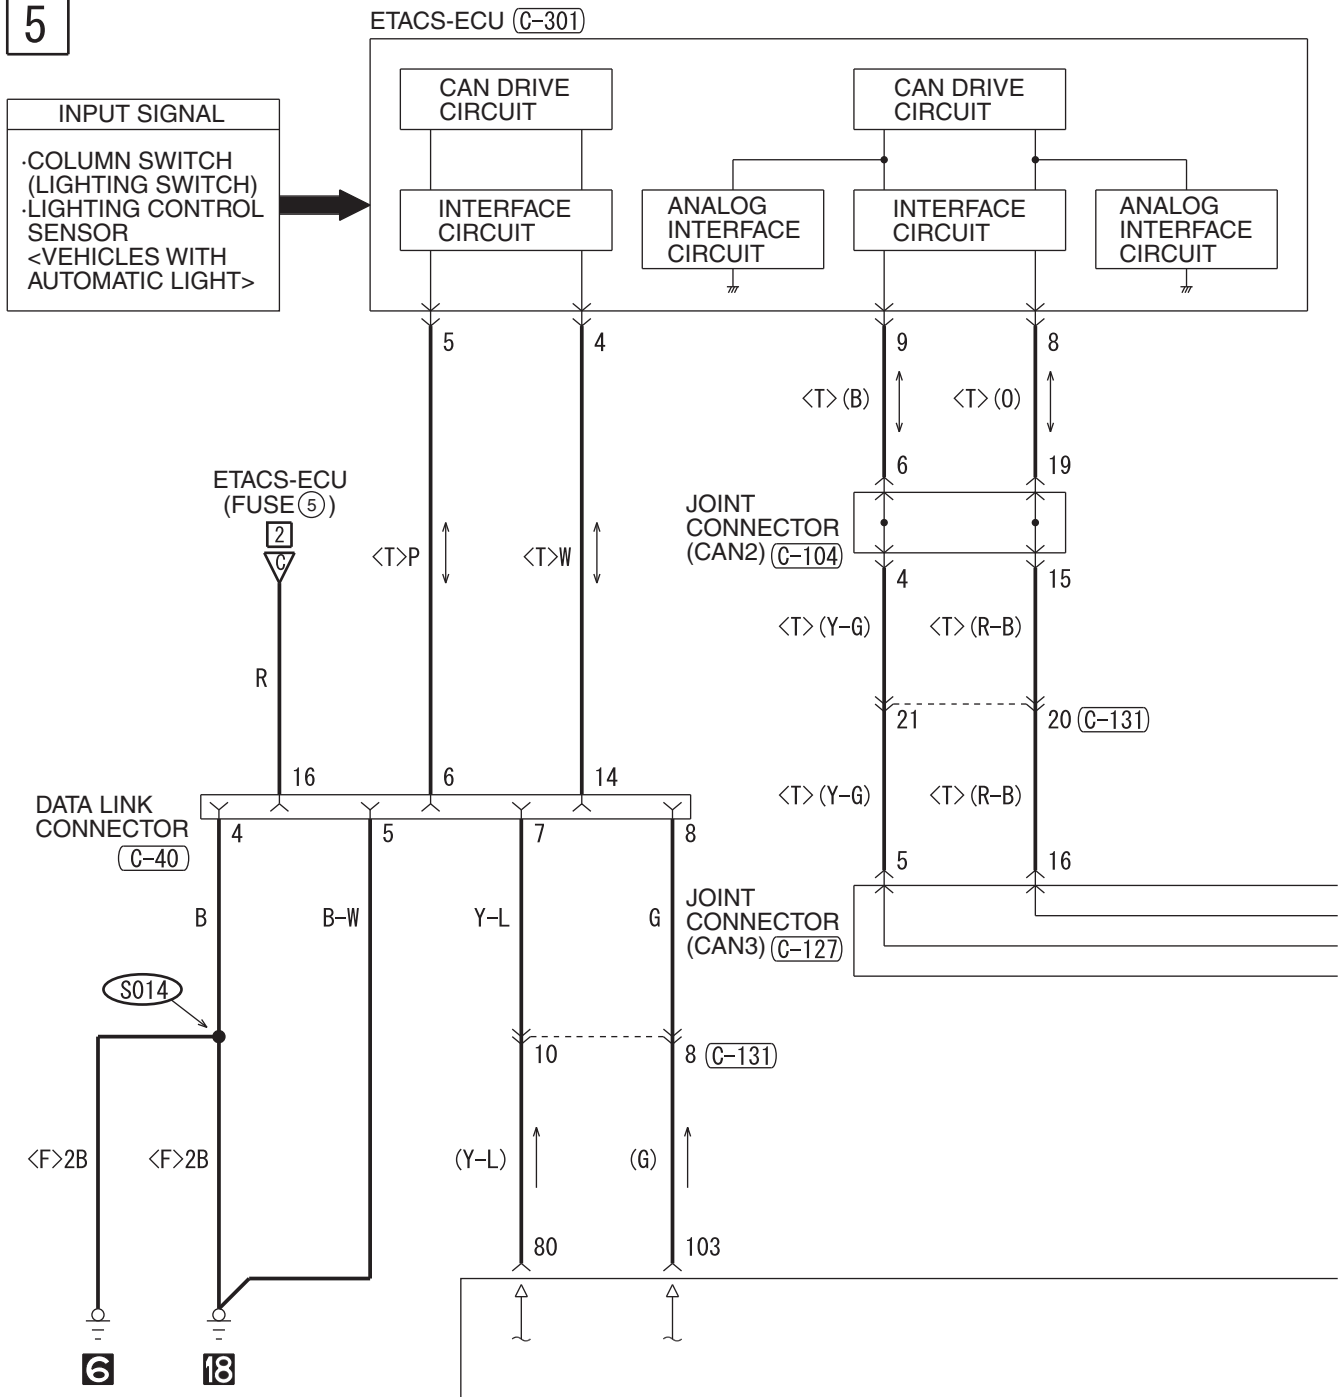 5
ETACS-ECU (C-301)
INPUT SIGNAL
·COLUMN SWITCH
(LIGHTING SWITCH)
·LIGHTING CONTROL
SENSOR
<VEHICLES WITH
AUTOMATIC LIGHT>
CAN DRIVE
CIRCUIT
CAN DRIVE
CIRCUIT
INTERFACE
CIRCUIT
ANALOG
INTERFACE
CIRCUIT
INTERFACE
CIRCUIT
ANALOG
INTERFACE
CIRCUIT
5
4
9
8
<T>(B)
<T>(O)
6
19
ETACS-ECU
(FUSE 5)
2
C
<T>P
<T>W
JOINT
CONNECTOR
(CAN2) C-104
4
15
<T>(Y-G)
<T>(R-B)
R
21
20 C-131
16
6
14
<T>(Y-G)
<T>(R-B)
DATA LINK
CONNECTOR
C-40
4
5
7
8
5
16
B
B-W
Y-L
G
JOINT
CONNECTOR
(CAN3) C-127
S014
10
8 C-131
<F>2B
<F>2B
(Y-L)
(G)
80
103
6
18